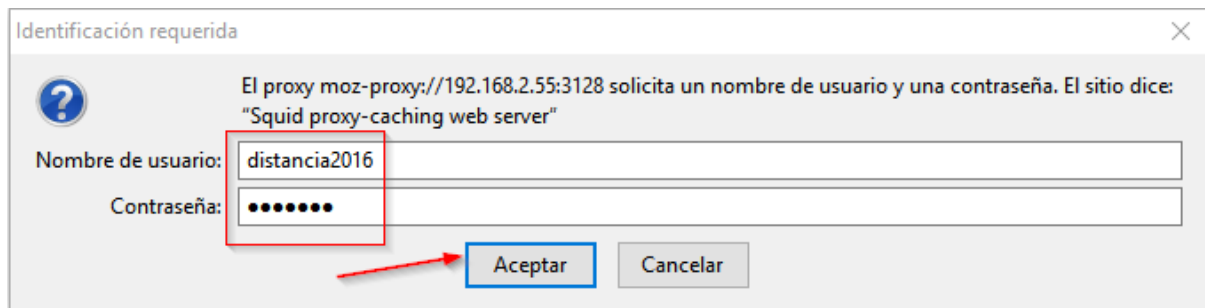 Identificación requerida
El proxy moz-proxy://192.168.2.55:3128 solicita un nombre de usuario y una contraseña. El sitio dice:
“Squid proxy-caching web server”
Nombre de usuario: distancia2016
Contraseña: ●●●●●●●
Aceptar Cancelar